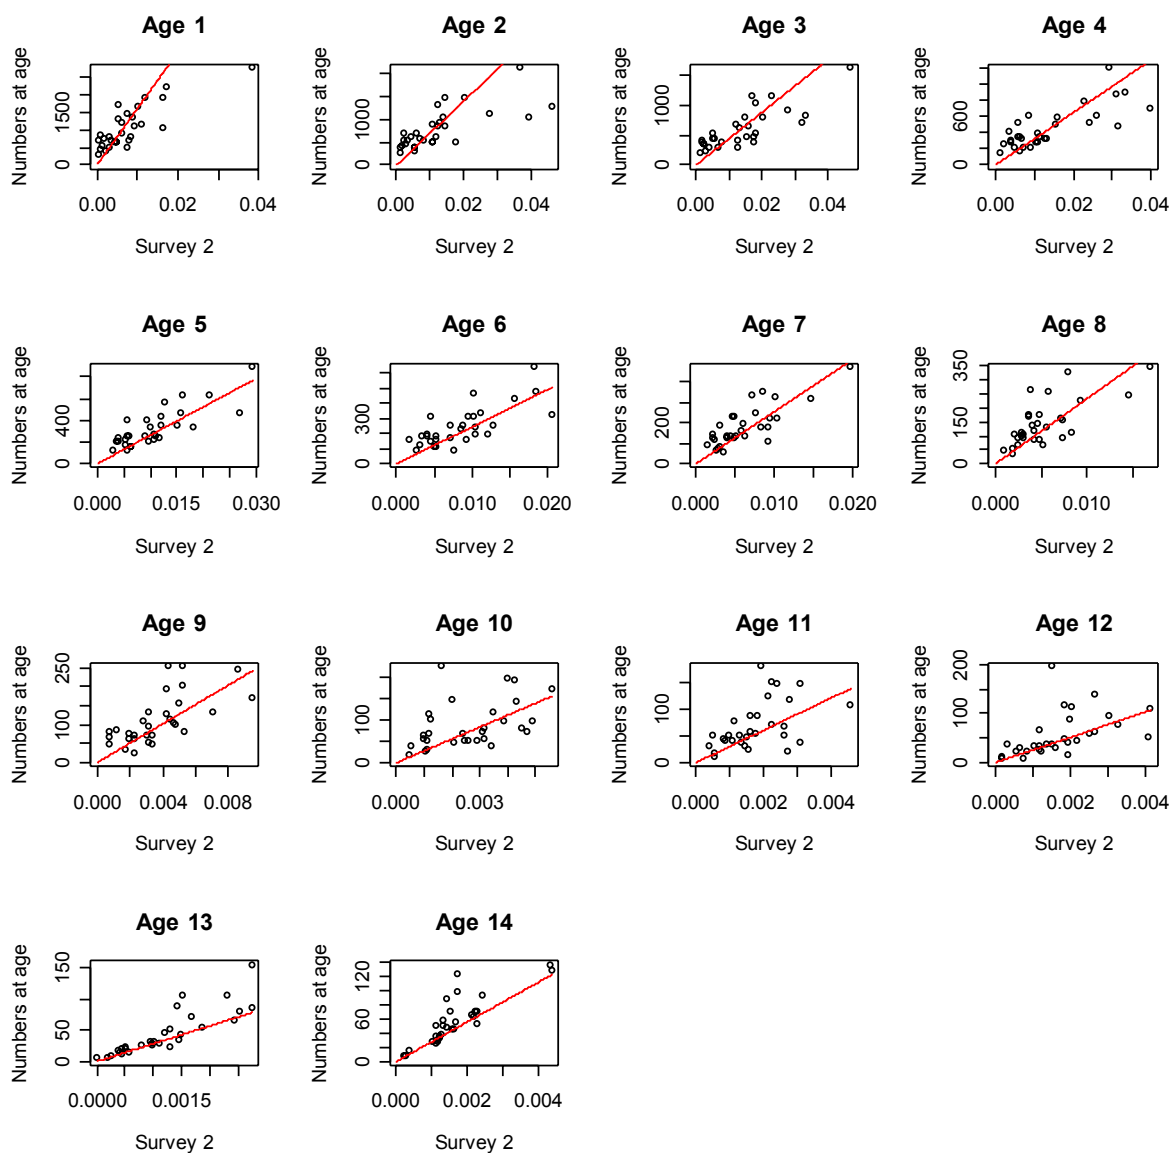 Age 1
Numbers at age
0 1500
0.00 0.02 0.04
Survey 2
Age 2
Numbers at age
0 1000
0.00 0.01 0.02 0.03 0.04
Survey 2
Age 3
Numbers at age
0 1000
0.00 0.02 0.04
Survey 2
Age 4
Numbers at age
0 600
0.00 0.02 0.04
Survey 2
Age 5
Numbers at age
0 400
0.000 0.015 0.030
Survey 2
Age 6
Numbers at age
0 300
0.000 0.010 0.020
Survey 2
Age 7
Numbers at age
0 200
0.000 0.010 0.020
Survey 2
Age 8
Numbers at age
0 150 350
0.000 0.010
Survey 2
Age 9
Numbers at age
0 100 250
0.000 0.004 0.008
Survey 2
Age 10
Numbers at age
0 100
0.000 0.003
Survey 2
Age 11
Numbers at age
0 100
0.000 0.002 0.004
Survey 2
Age 12
Numbers at age
0 100 200
0.000 0.002 0.004
Survey 2
Age 13
Numbers at age
0 50 150
0.0000 0.0015
Survey 2
Age 14
Numbers at age
0 60 120
0.000 0.002 0.004
Survey 2